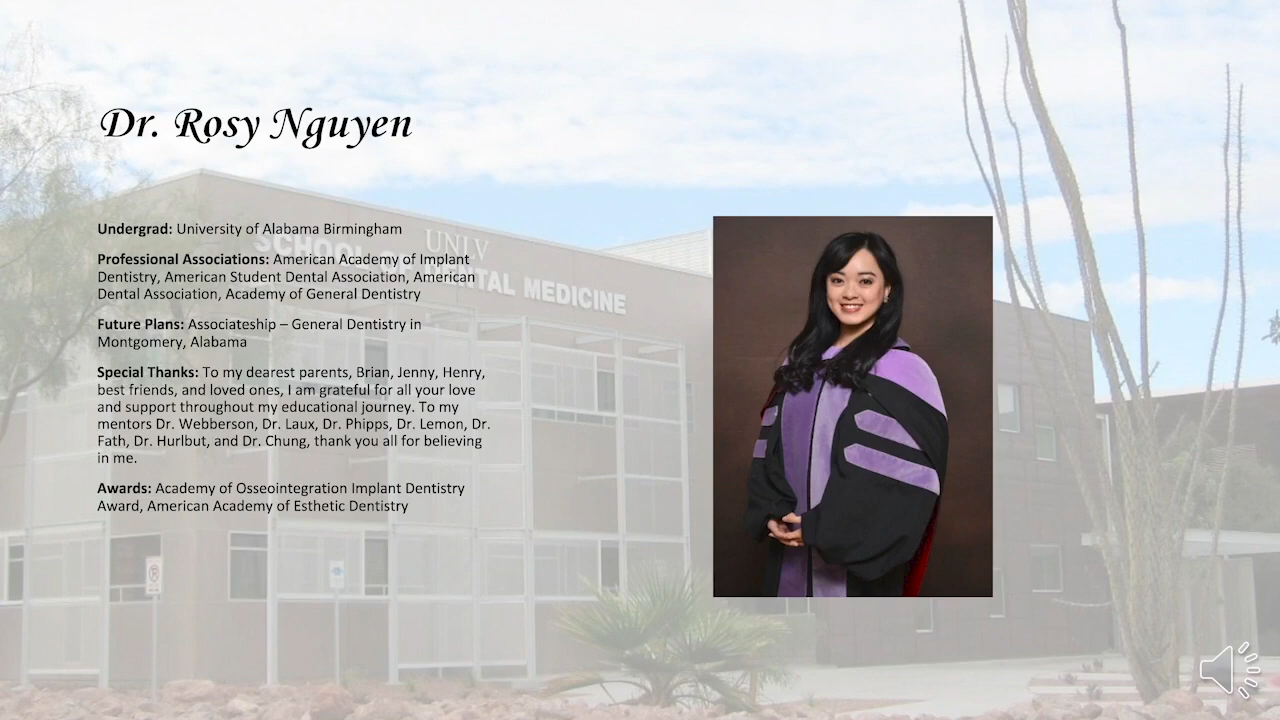 Dr. Rosy Nguyen
Undergrad: University of Alabama Birmingham
UNLV
SCHOOL OF DENTAL MEDICINE
Professional Associations: American Academy of Implant
Dentistry, American Student Dental Association, American
Dental Association, Academy of General Dentistry
Future Plans: Associateship – General Dentistry in
Montgomery, Alabama
Special Thanks: To my dearest parents, Brian, Jenny, Henry,
best friends, and loved ones, I am grateful for all your love
and support throughout my educational journey. To my
mentors Dr. Webberson, Dr. Laux, Dr. Phipps, Dr. Lemon, Dr.
Fath, Dr. Hurlbut, and Dr. Chung, thank you all for believing
in me.
Awards: Academy of Osseointegration Implant Dentistry
Award, American Academy of Esthetic Dentistry